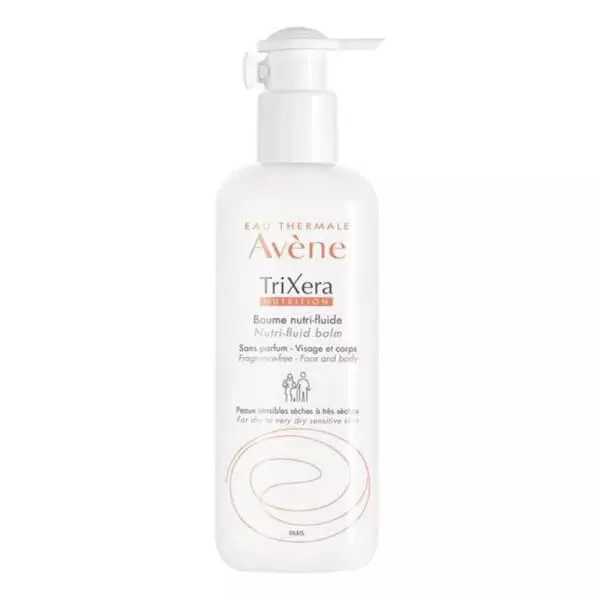 EAU THERMALE
Avène
TriXera
NUTRITION
Baume nutri-fluide
Nutri-fluid balm
Sans parfum - Visage et corps
Fragrance-free - Face and body
Peaux sensibles sèches à très sèches
For dry to very dry sensitive skin
PARIS